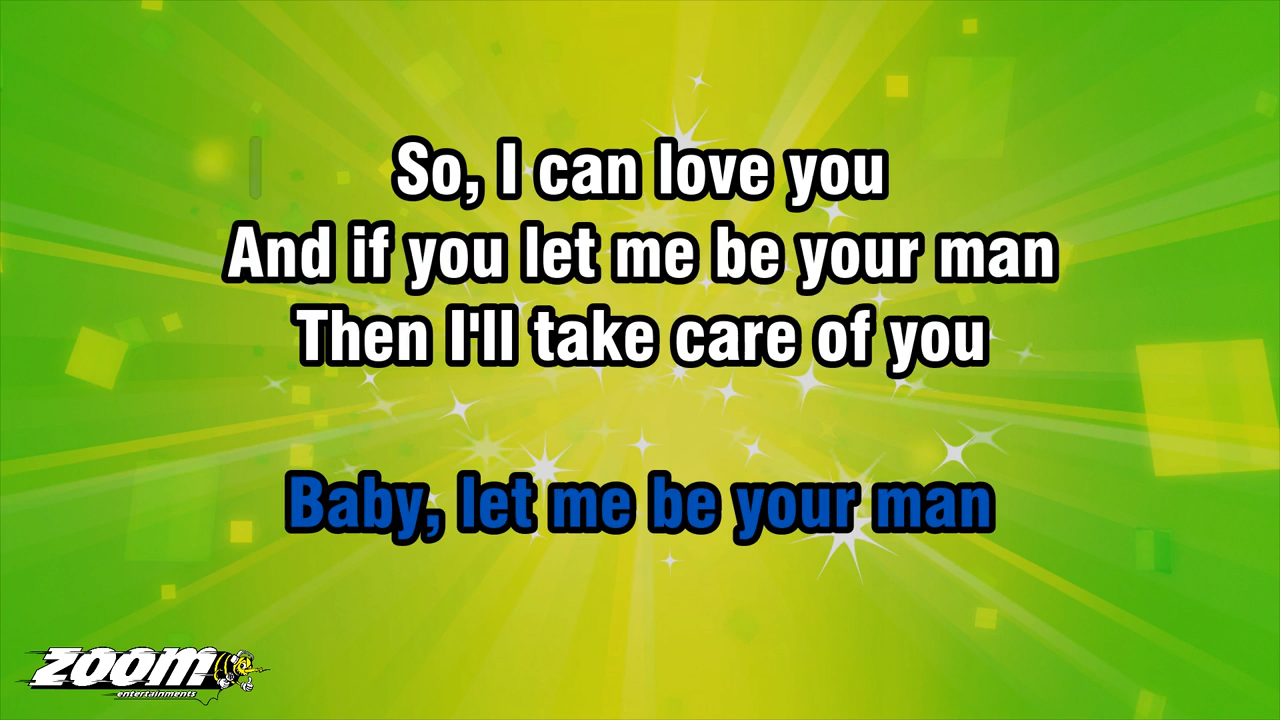 So, I can love you
And if you let me be your man
Then I'll take care of you
Baby, let me be your man
ZOOM
entertainments